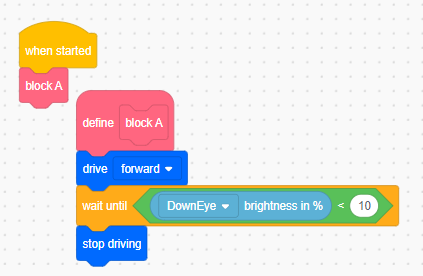 when started
block A
define block A
drive forward
wait until DownEye brightness in % < 10
stop driving